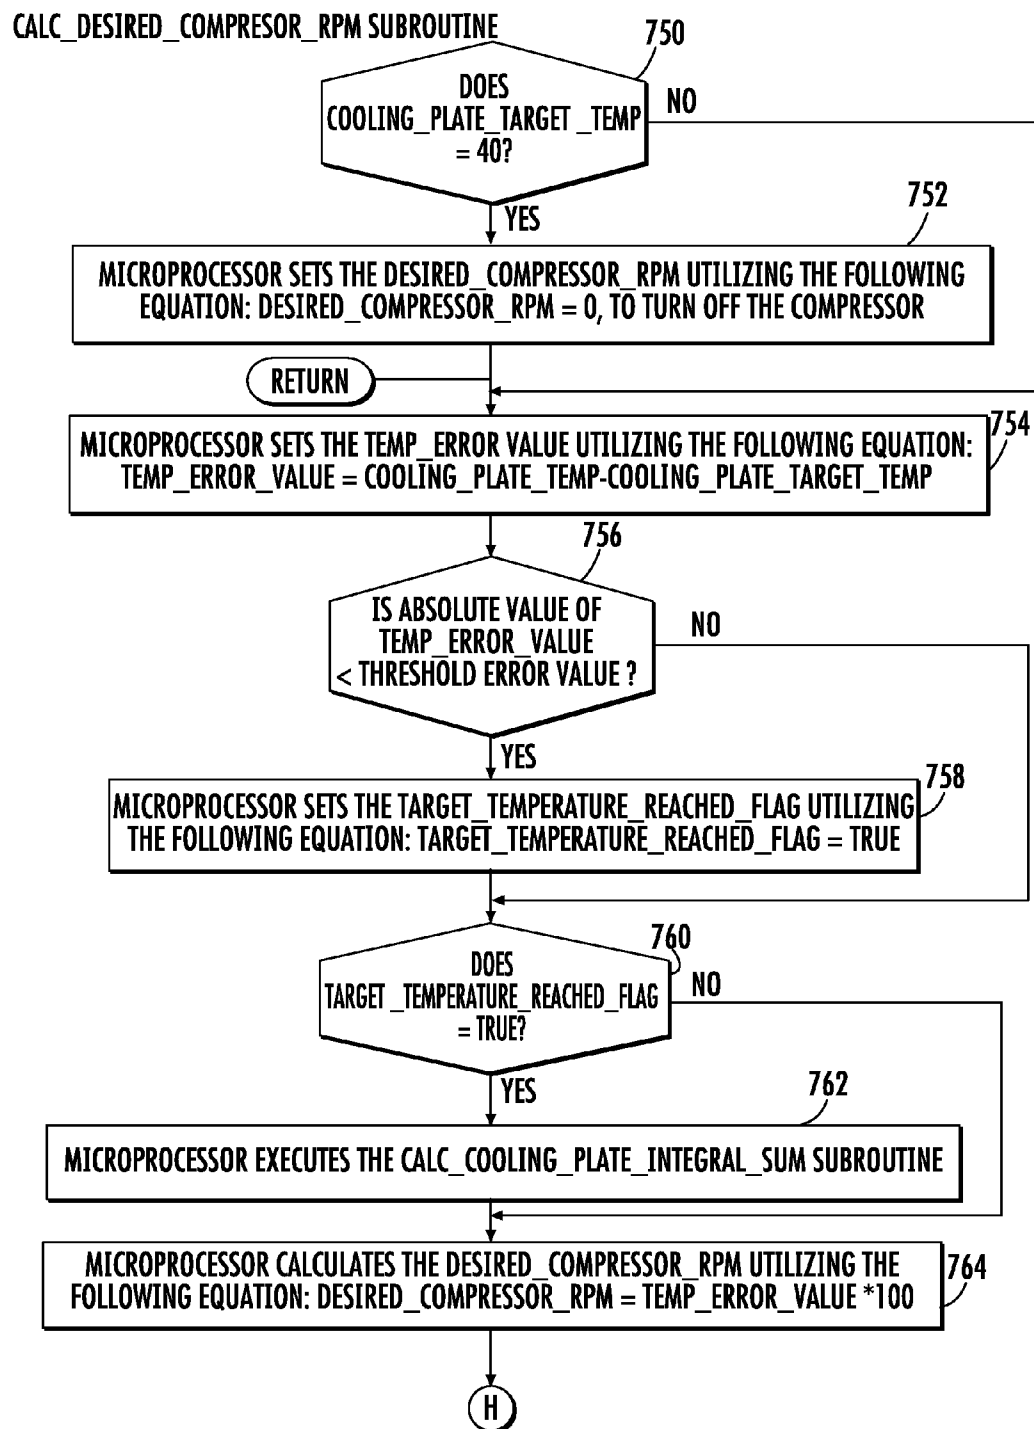 CALC_DESIRED_COMPRESOR_RPM SUBROUTINE
750
DOES
COOLING_PLATE_TARGET _TEMP
= 40?
NO
YES
752
MICROPROCESSOR SETS THE DESIRED_COMPRESSOR_RPM UTILIZING THE FOLLOWING
EQUATION: DESIRED_COMPRESSOR_RPM = 0, TO TURN OFF THE COMPRESSOR
RETURN
754
MICROPROCESSOR SETS THE TEMP_ERROR VALUE UTILIZING THE FOLLOWING EQUATION:
TEMP_ERROR_VALUE = COOLING_PLATE_TEMP-COOLING_PLATE_TARGET_TEMP
756
IS ABSOLUTE VALUE OF
TEMP_ERROR_VALUE
< THRESHOLD ERROR VALUE ?
NO
YES
758
MICROPROCESSOR SETS THE TARGET_TEMPERATURE_REACHED_FLAG UTILIZING
THE FOLLOWING EQUATION: TARGET_TEMPERATURE_REACHED_FLAG = TRUE
760
DOES
TARGET _TEMPERATURE_REACHED_FLAG
= TRUE?
NO
YES
762
MICROPROCESSOR EXECUTES THE CALC_COOLING_PLATE_INTEGRAL_SUM SUBROUTINE
764
MICROPROCESSOR CALCULATES THE DESIRED_COMPRESSOR_RPM UTILIZING THE
FOLLOWING EQUATION: DESIRED_COMPRESSOR_RPM = TEMP_ERROR_VALUE *100
H